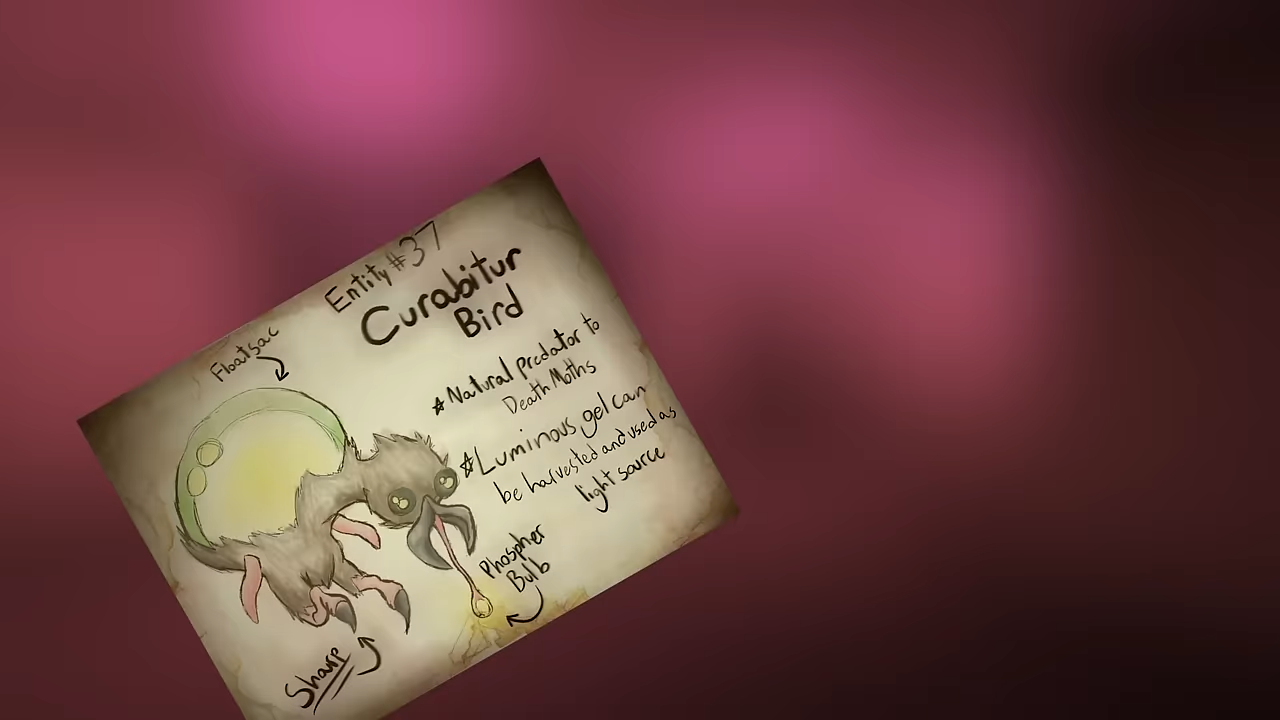 Entity #37
Curabitur
Bird
Floatsac
* Natural predator to
Death Moths
* Luminous gel can
be harvested and used as
light source
Phospher
Bulb
Sharp